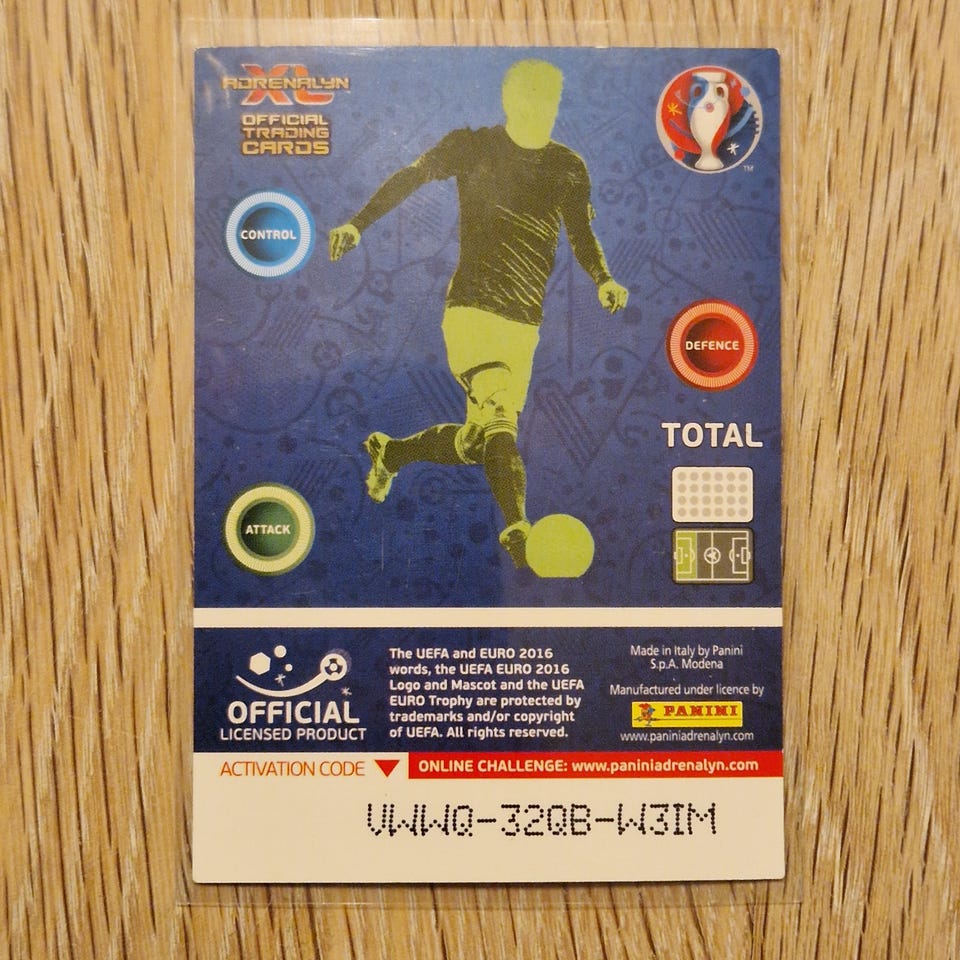 ADRENALYN
XL
OFFICIAL
TRADING
CARDS
TM
CONTROL
DEFENCE
TOTAL
ATTACK
OFFICIAL
LICENSED PRODUCT
The UEFA and EURO 2016
words, the UEFA EURO 2016
Logo and Mascot and the UEFA
EURO Trophy are protected by
trademarks and/or copyright
of UEFA. All rights reserved.
Made in Italy by Panini
S.p.A. Modena
Manufactured under licence by
PANINI
www.paniniadrenalyn.com
ACTIVATION CODE
ONLINE CHALLENGE: www.paniniadrenalyn.com
VWWQ-32QB-W3IM